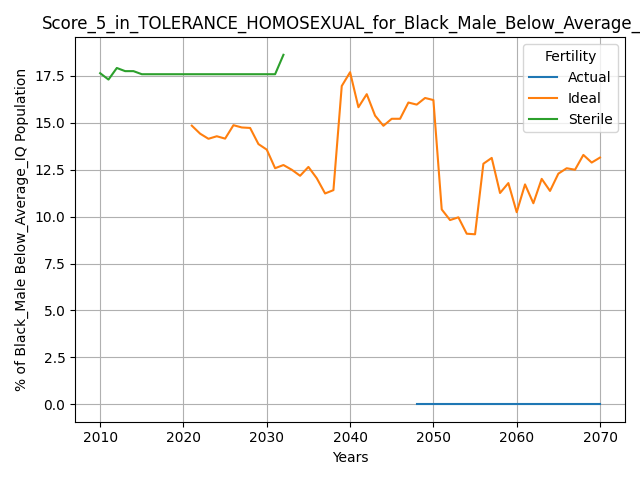 Score_5_in_TOLERANCE_HOMOSEXUAL_for_Black_Male_Below_Average_
Fertility
Actual
Ideal
Sterile
% of Black_Male Below_Average_IQ Population
17.5
15.0
12.5
10.0
7.5
5.0
2.5
0.0
2010
2020
2030
2040
2050
2060
2070
Years